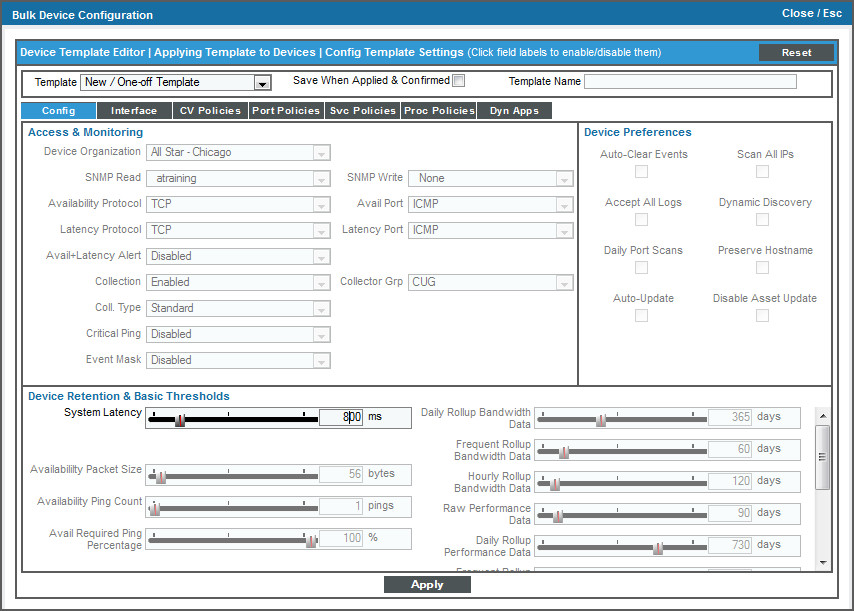 Bulk Device Configuration
Close / Esc
Device Template Editor | Applying Template to Devices | Config Template Settings (Click field labels to enable/disable them)
Reset
Template New / One-off Template
Save When Applied & Confirmed
Template Name
Config Interface CV Policies Port Policies Svc Policies Proc Policies Dyn Apps
Access & Monitoring
Device Organization All Star - Chicago
SNMP Read atraining SNMP Write None
Availability Protocol TCP Avail Port ICMP
Latency Protocol TCP Latency Port ICMP
Avail+Latency Alert Disabled
Collection Enabled Collector Grp CUG
Coll. Type Standard
Critical Ping Disabled
Event Mask Disabled
Device Preferences
Auto-Clear Events Scan All IPs
Accept All Logs Dynamic Discovery
Daily Port Scans Preserve Hostname
Auto-Update Disable Asset Update
Device Retention & Basic Thresholds
System Latency 800 ms
Availability Packet Size 56 bytes
Availability Ping Count 1 pings
Avail Required Ping
Percentage 100 %
Daily Rollup Bandwidth
Data 365 days
Frequent Rollup
Bandwidth Data 60 days
Hourly Rollup
Bandwidth Data 120 days
Raw Performance
Data 90 days
Daily Rollup
Performance Data 730 days
Frequent Rollup
Apply